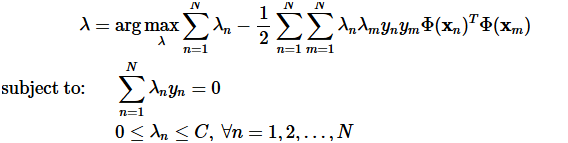 λ = arg max_λ ∑_{n=1}^{N} λ_n − 1/2 ∑_{n=1}^{N} ∑_{m=1}^{N} λ_n λ_m y_n y_m Φ(x_n)^T Φ(x_m)
subject to: ∑_{n=1}^{N} λ_n y_n = 0
0 ≤ λ_n ≤ C, ∀n = 1, 2, …, N